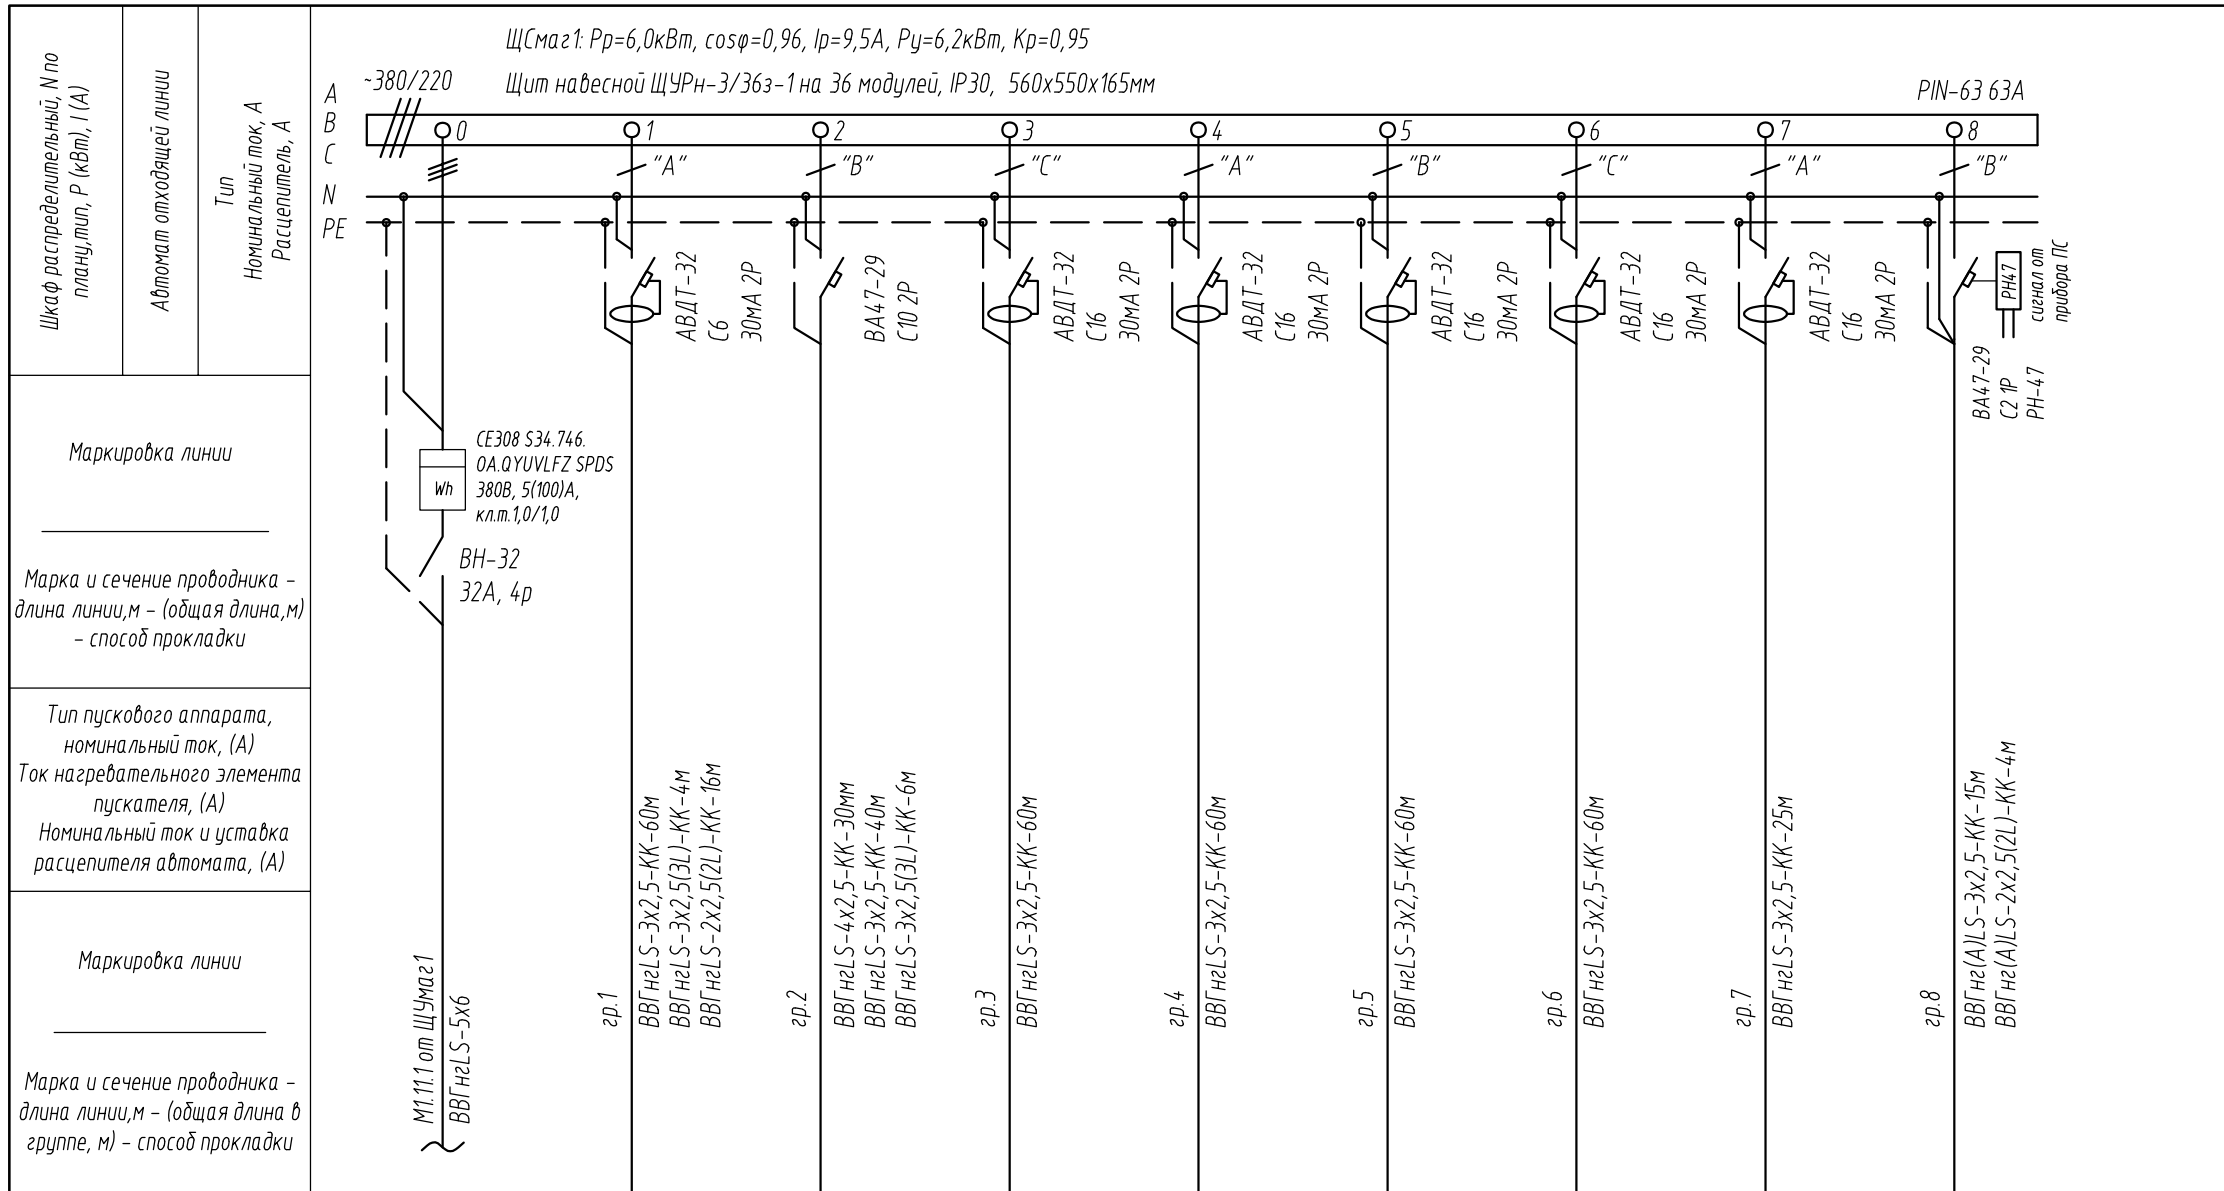 ЩСмаг1: Рр=6,0кВт, cosφ=0,96, Iр=9,5А, Ру=6,2кВт, Кр=0,95
Щит навесной ЩУРн-3/36з-1 на 36 модулей, IP30, 560х550х165мм
~380/220
PIN-63 63А
A
B
C
N
PE
0
1
2
3
4
5
6
7
8
"А"
"В"
"С"
"А"
"В"
"С"
"А"
"В"
Шкаф распределительный, N по
плану,тип, Р (кВт), I (А)
Автомат отходящей линии
Тип
Номинальный ток, А
Расцепитель, А
АВДТ-32
С6
30мА 2Р
ВА47-29
С10 2Р
АВДТ-32
С16
30мА 2Р
АВДТ-32
С16
30мА 2Р
АВДТ-32
С16
30мА 2Р
АВДТ-32
С16
30мА 2Р
АВДТ-32
С16
30мА 2Р
РН47
сигнал от
прибора ПС
ВА47-29
С2 1Р
РН-47
Маркировка линии
Марка и сечение проводника -
длина линии,м - (общая длина,м)
- способ прокладки
CE308 S34.746.
OA.QYUVLFZ SPDS
380В, 5(100)А,
кл.т.1,0/1,0
Wh
ВН-32
32А, 4р
Тип пускового аппарата,
номинальный ток, (А)
Ток нагревательного элемента
пускателя, (А)
Номинальный ток и уставка
расцепителя автомата, (А)
Маркировка линии
Марка и сечение проводника -
длина линии,м - (общая длина в
группе, м) - способ прокладки
М1.11.1 от ЩУмаг1
ВВГнгLS-5х6
гр.1
ВВГнгLS-3х2,5-КК-60м
ВВГнгLS-3х2,5(3L)-КК-4м
ВВГнгLS-2х2,5(2L)-КК-16м
гр.2
ВВГнгLS-4х2,5-КК-30мм
ВВГнгLS-3х2,5-КК-40м
ВВГнгLS-3х2,5(3L)-КК-6м
гр.3
ВВГнгLS-3х2,5-КК-60м
гр.4
ВВГнгLS-3х2,5-КК-60м
гр.5
ВВГнгLS-3х2,5-КК-60м
гр.6
ВВГнгLS-3х2,5-КК-60м
гр.7
ВВГнгLS-3х2,5-КК-25м
гр.8
ВВГнг(А)LS-3х2,5-КК-15м
ВВГнг(А)LS-2х2,5(2L)-КК-4м